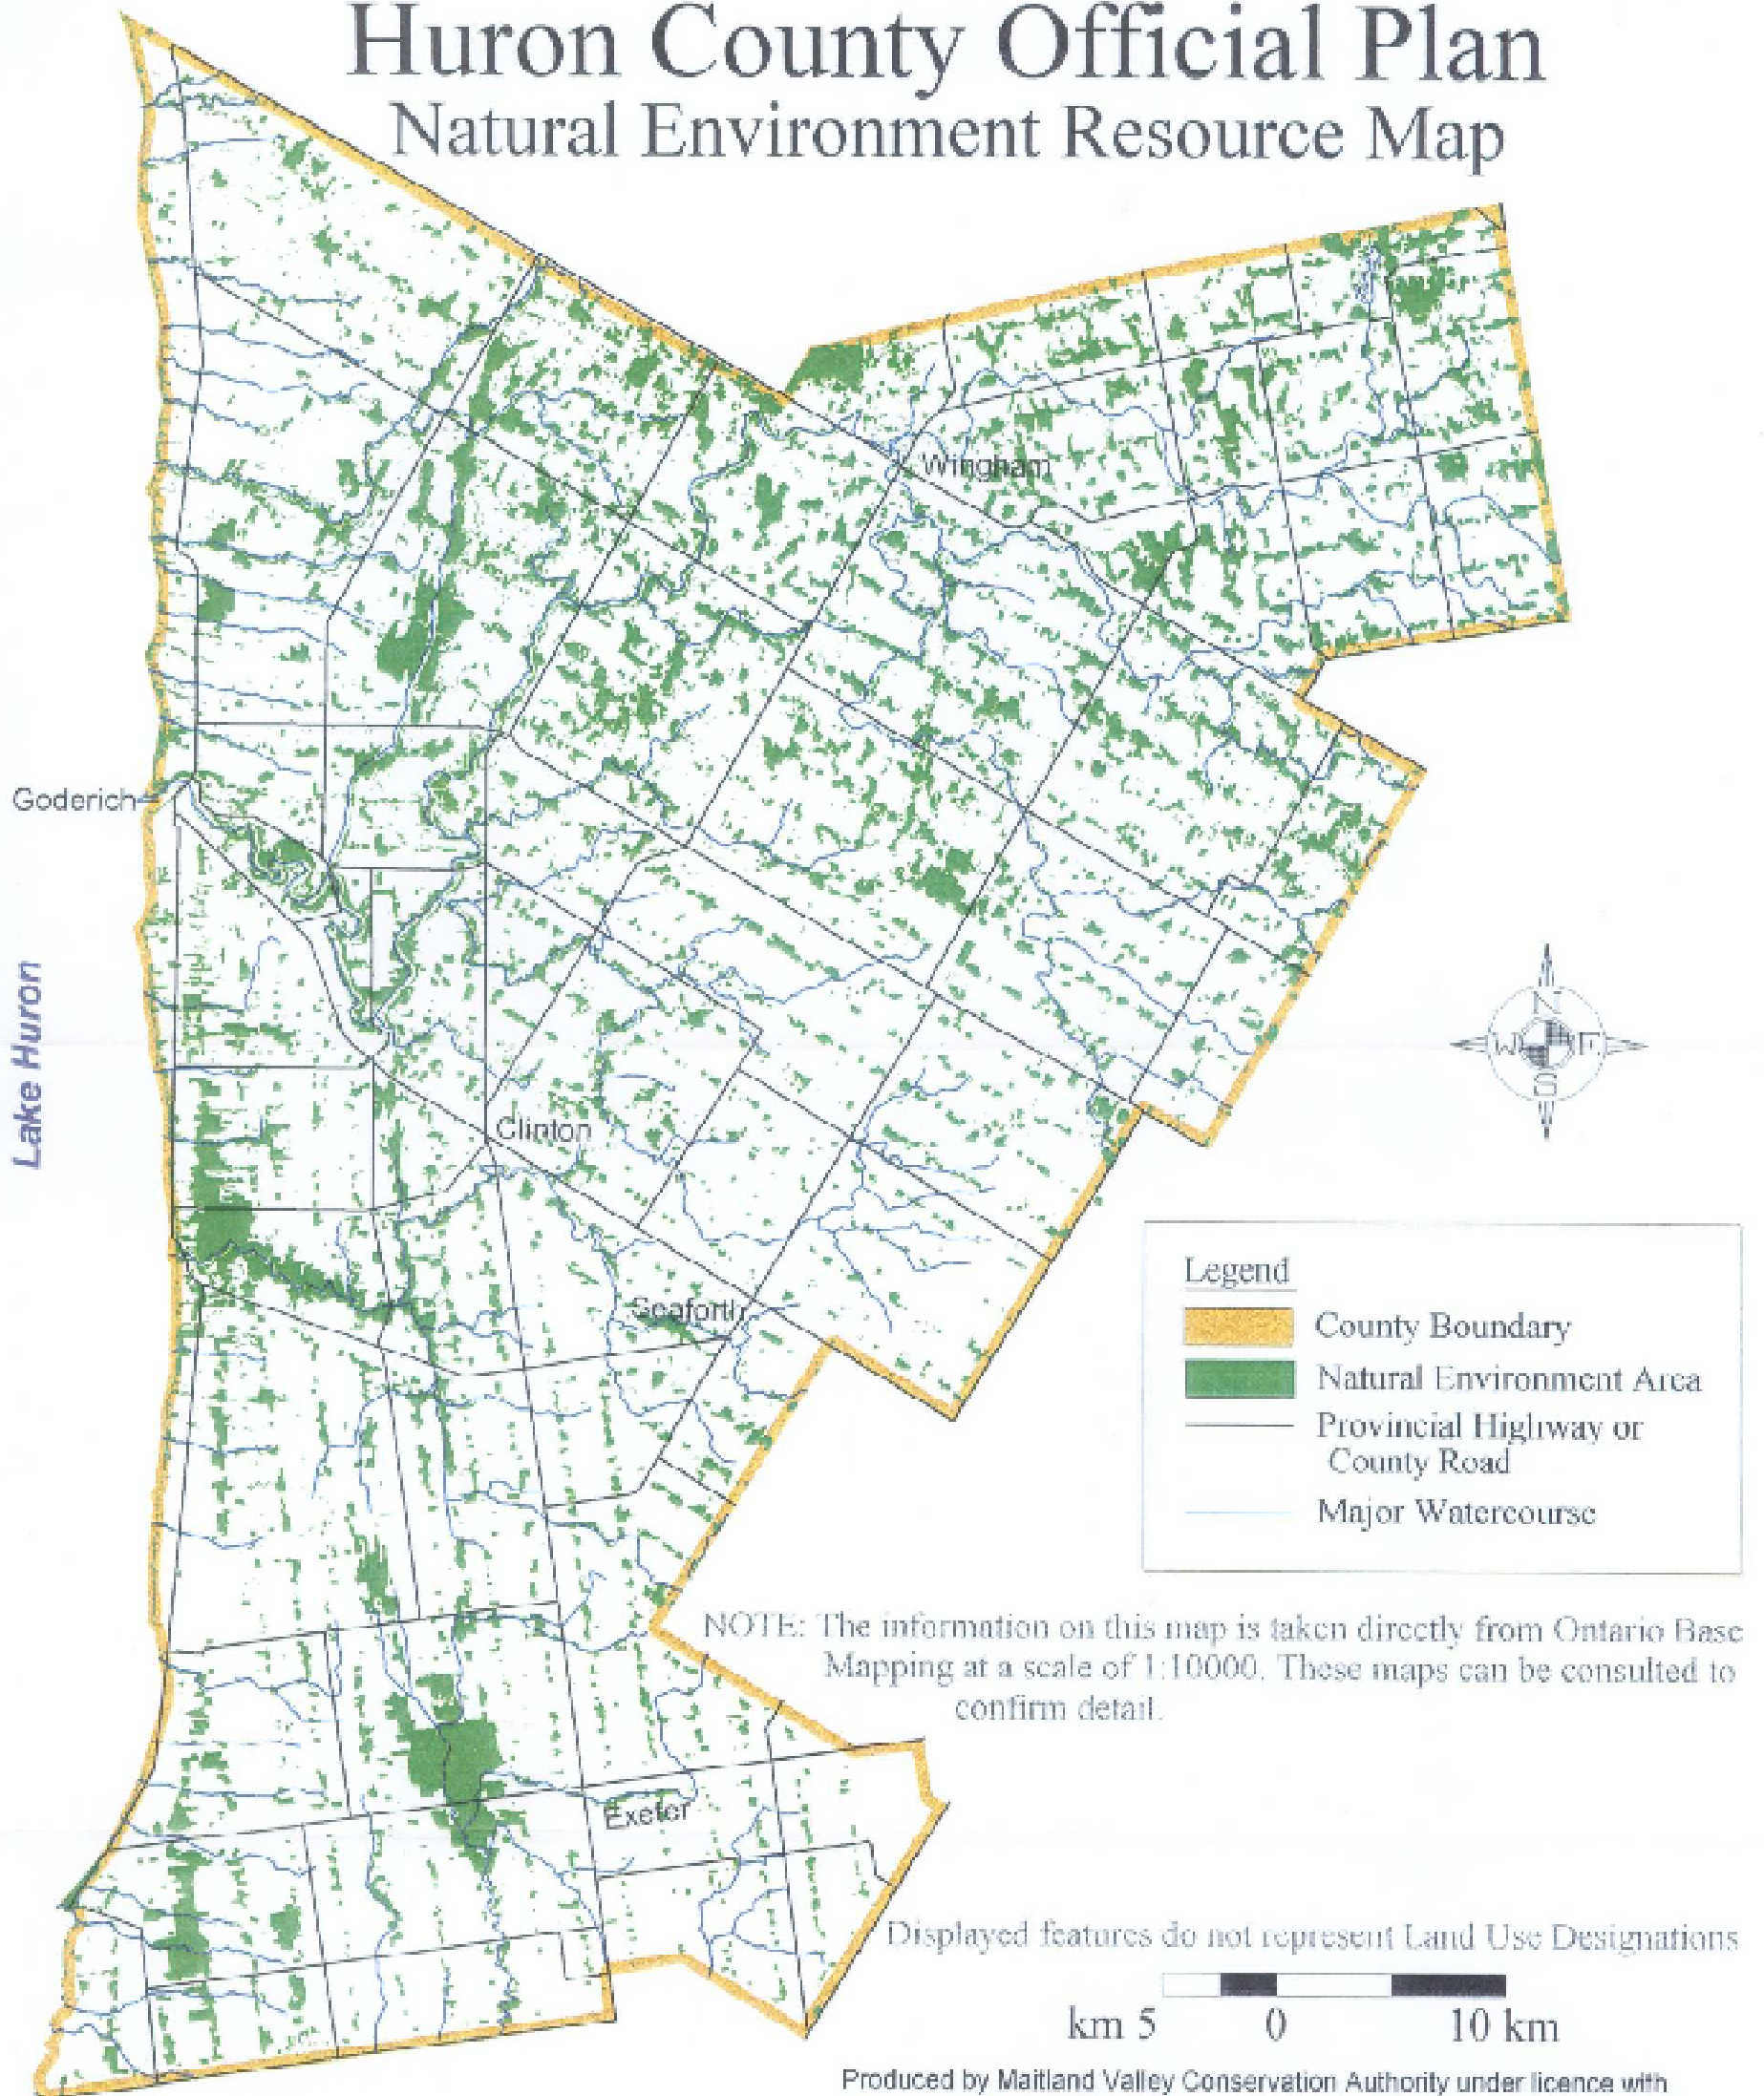 Huron County Official Plan
Natural Environment Resource Map
Wingham
Goderich
Lake Huron
N
W E
S
Clinton
Seaforth
Legend
County Boundary
Natural Environment Area
Provincial Highway or
County Road
Major Watercourse
NOTE: The information on this map is taken directly from Ontario Base
Mapping at a scale of 1:10000. These maps can be consulted to
confirm detail.
Exeter
Displayed features do not represent Land Use Designations
km 5 0 10 km
Produced by Maitland Valley Conservation Authority under licence with